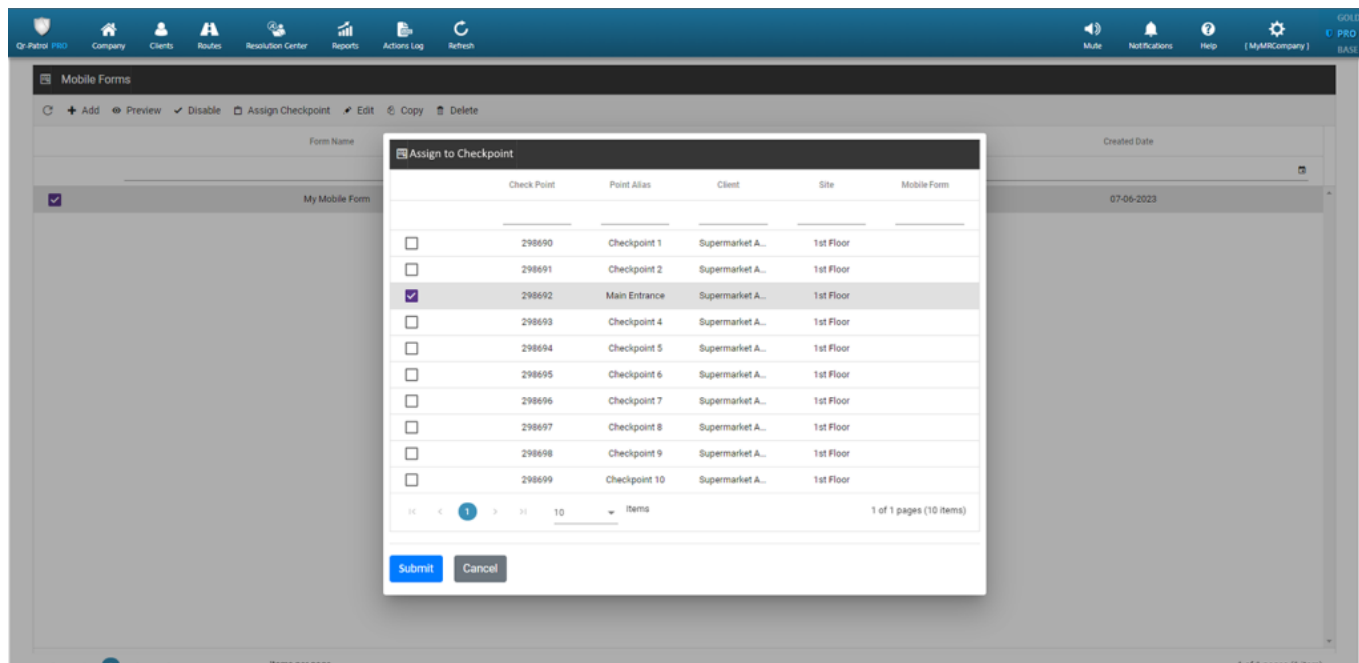 GOLD
Qr-Patrol PRO Company Clients Routes Resolution Center Reports Actions Log Refresh Mute Notifications Help [ MyMRCompany ] PRO
BASE
Mobile Forms
Add Preview Disable Assign Checkpoint Edit Copy Delete
Form Name Created Date
My Mobile Form 07-06-2023
Assign to Checkpoint
Check Point Point Alias Client Site Mobile Form
298690 Checkpoint 1 Supermarket A... 1st Floor
298691 Checkpoint 2 Supermarket A... 1st Floor
298692 Main Entrance Supermarket A... 1st Floor
298693 Checkpoint 4 Supermarket A... 1st Floor
298694 Checkpoint 5 Supermarket A... 1st Floor
298695 Checkpoint 6 Supermarket A... 1st Floor
298696 Checkpoint 7 Supermarket A... 1st Floor
298697 Checkpoint 8 Supermarket A... 1st Floor
298698 Checkpoint 9 Supermarket A... 1st Floor
298699 Checkpoint 10 Supermarket A... 1st Floor
1 10 Items 1 of 1 pages (10 items)
Submit Cancel